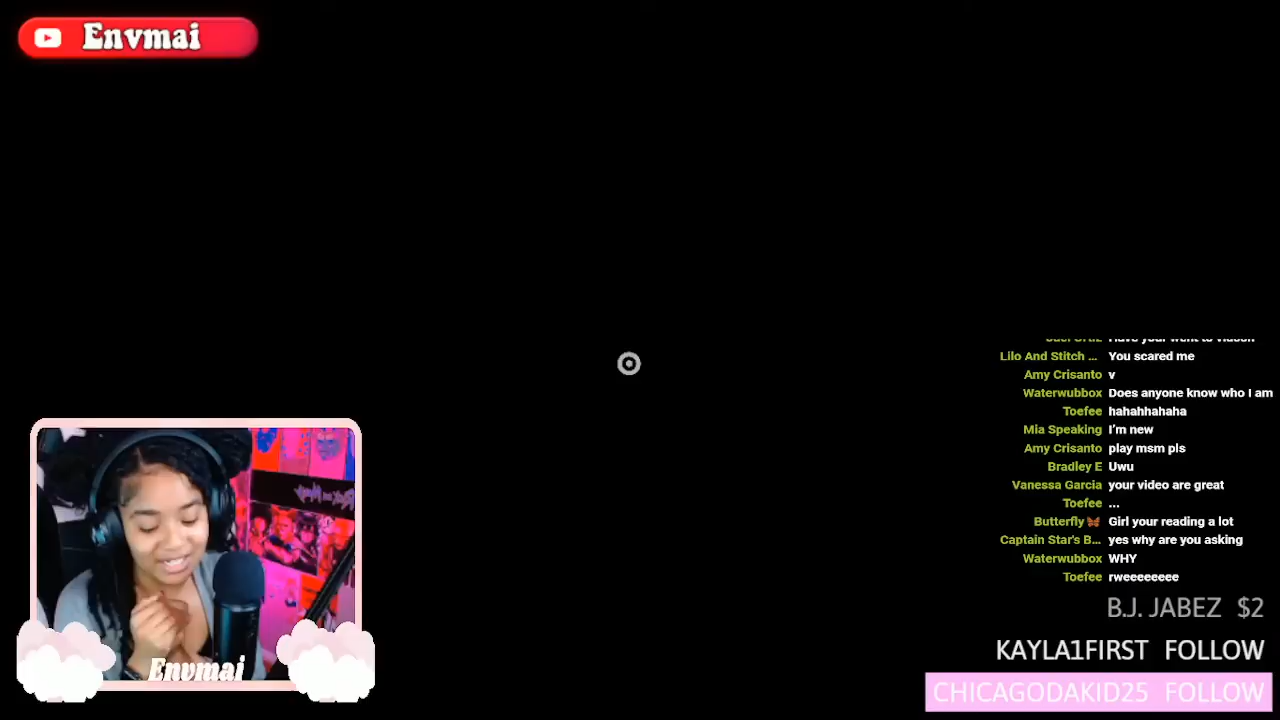 Envmai
Lilo And Stitch ... You scared me
Amy Crisanto v
Waterwubbox Does anyone know who I am
Toefee hahahhahaha
Mia Speaking I'm new
Amy Crisanto play msm pls
Bradley E Uwu
Vanessa Garcia your video are great
Toefee ...
Butterfly🦋 Girl your reading a lot
Captain Star's B... yes why are you asking
Waterwubbox WHY
Toefee rweeeeeeee
B.J. JABEZ $2
KAYLA1FIRST FOLLOW
CHICAGODAKID25 FOLLOW
Envmai